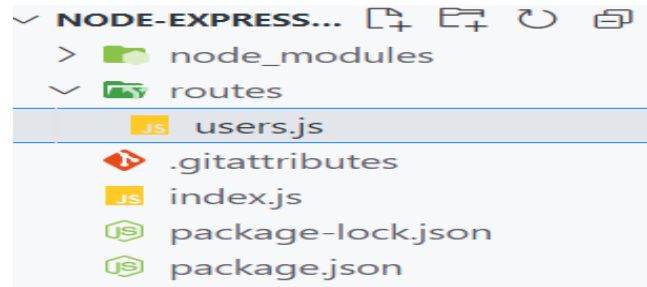 NODE-EXPRESS...
node_modules
routes
JS users.js
.gitattributes
JS index.js
JS package-lock.json
JS package.json